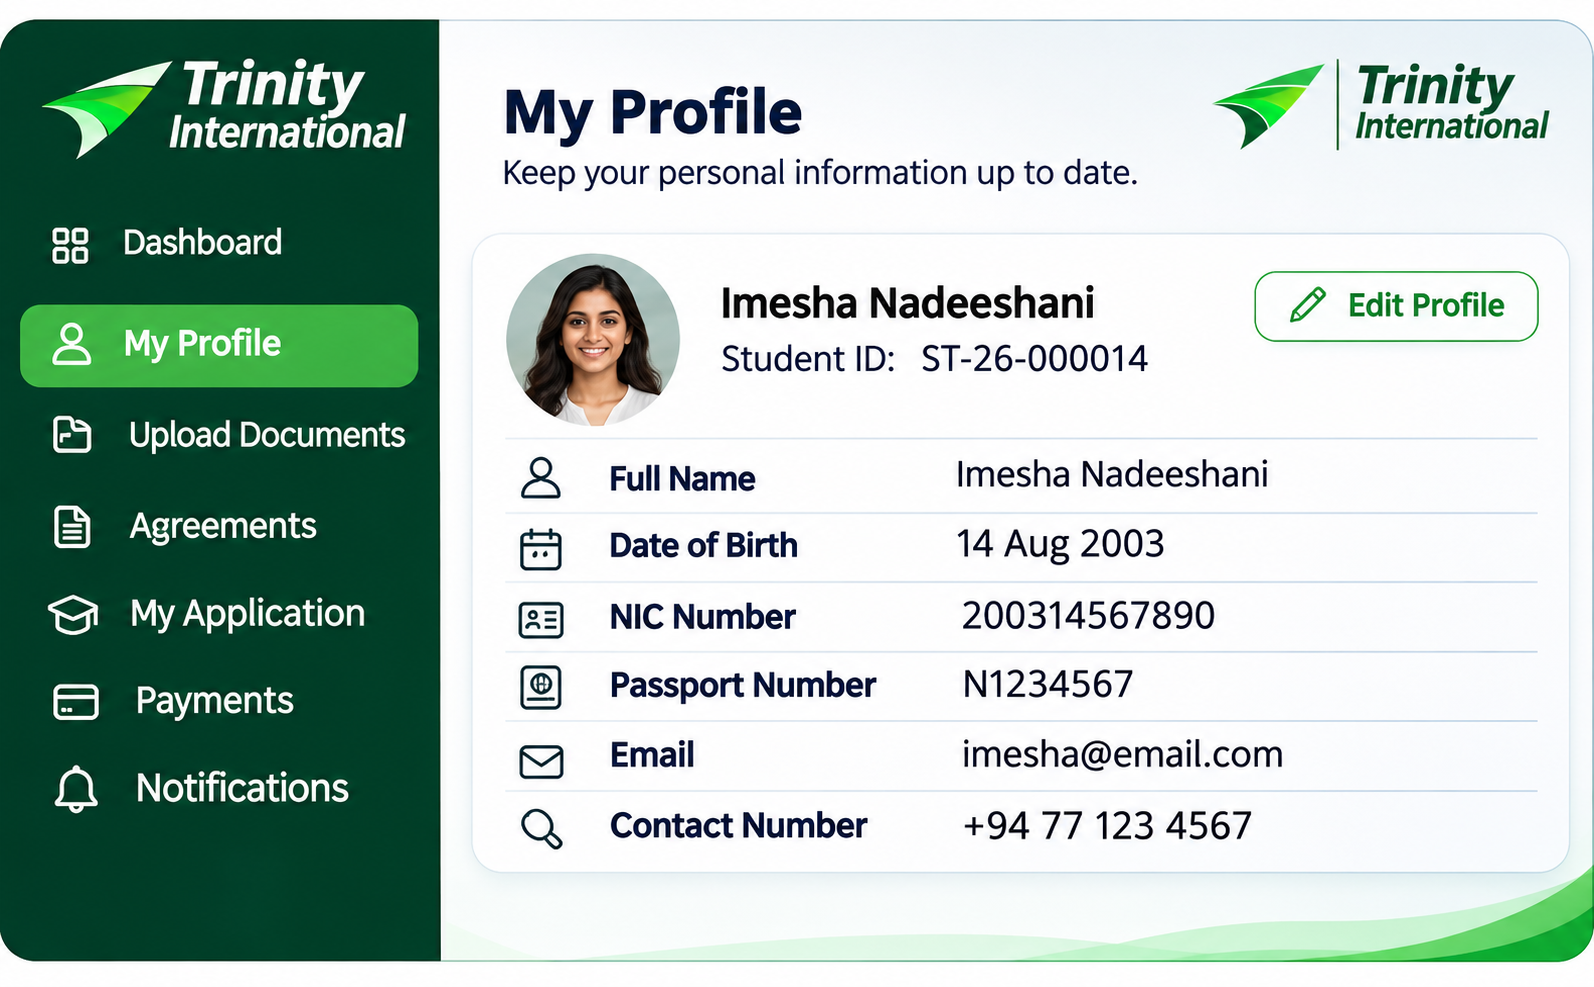 Trinity
International
Dashboard
My Profile
Upload Documents
Agreements
My Application
Payments
Notifications
My Profile
Keep your personal information up to date.
Trinity
International
Imesha Nadeeshani
Student ID: ST-26-000014
Edit Profile
Full Name Imesha Nadeeshani
Date of Birth 14 Aug 2003
NIC Number 200314567890
Passport Number N1234567
Email imesha@email.com
Contact Number +94 77 123 4567